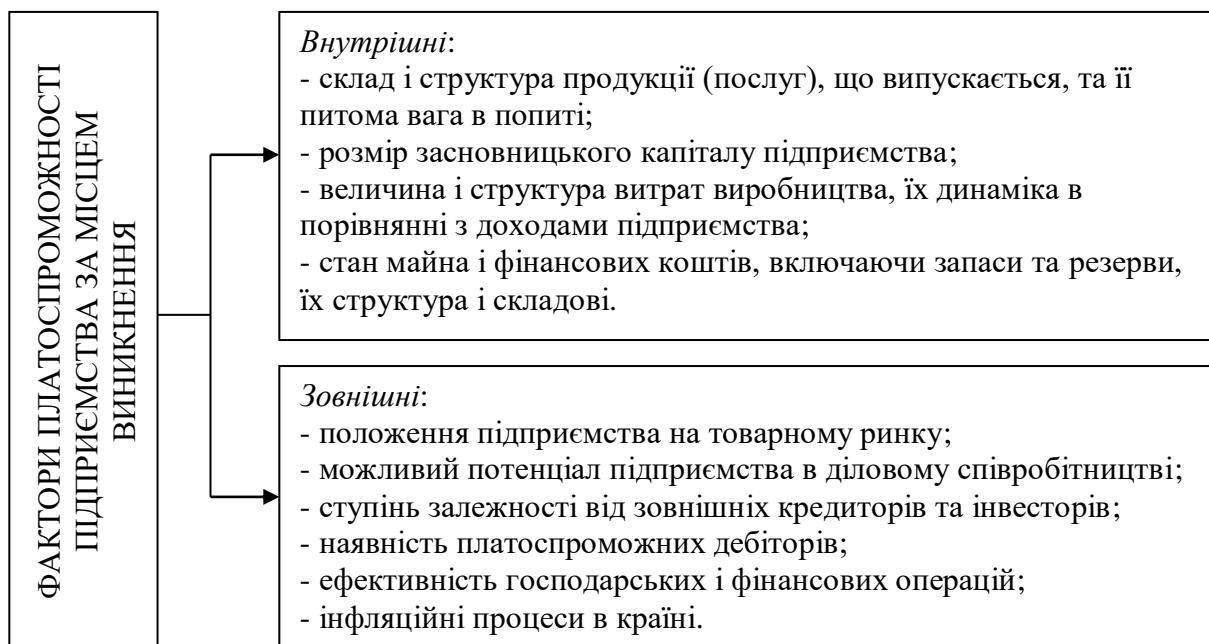 ФАКТОРИ ПЛАТОСПРОМОЖНОСТІ
ПІДПРИЄМСТВА ЗА МІСЦЕМ
ВИНИКНЕННЯ
Внутрішні:
- склад і структура продукції (послуг), що випускається, та її
питома вага в попиті;
- розмір засновницького капіталу підприємства;
- величина і структура витрат виробництва, їх динаміка в
порівнянні з доходами підприємства;
- стан майна і фінансових коштів, включаючи запаси та резерви,
їх структура і складові.
Зовнішні:
- положення підприємства на товарному ринку;
- можливий потенціал підприємства в діловому співробітництві;
- ступінь залежності від зовнішніх кредиторів та інвесторів;
- наявність платоспроможних дебіторів;
- ефективність господарських і фінансових операцій;
- інфляційні процеси в країні.